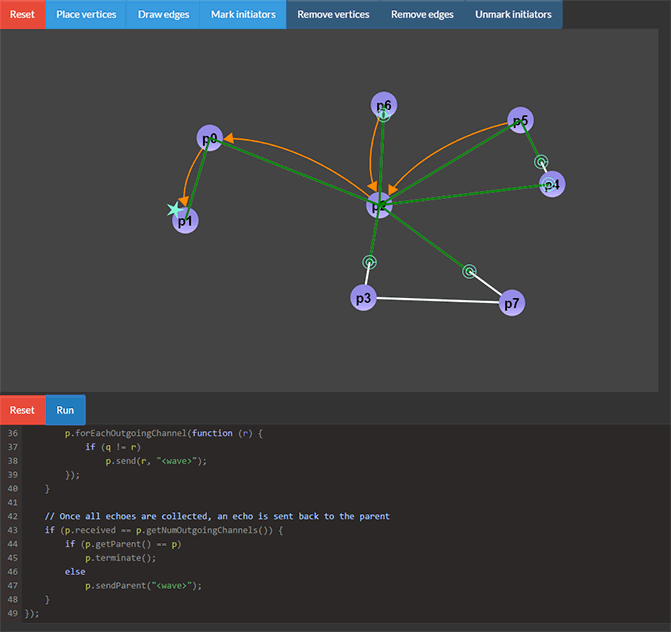 Reset Place vertices Draw edges Mark initiators Remove vertices Remove edges Unmark initiators
p6
p5
p0
p4
p2
p1
p3
p7
Reset Run
36 p.forEachOutgoingChannel(function (r) {
37 if (q != r)
38 p.send(r, "<wave>");
39 });
40 }
41
42 // Once all echoes are collected, an echo is sent back to the parent
43 if (p.received == p.getNumOutgoingChannels()) {
44 if (p.getParent() == p)
45 p.terminate();
46 else
47 p.sendParent("<wave>");
48 }
49 });